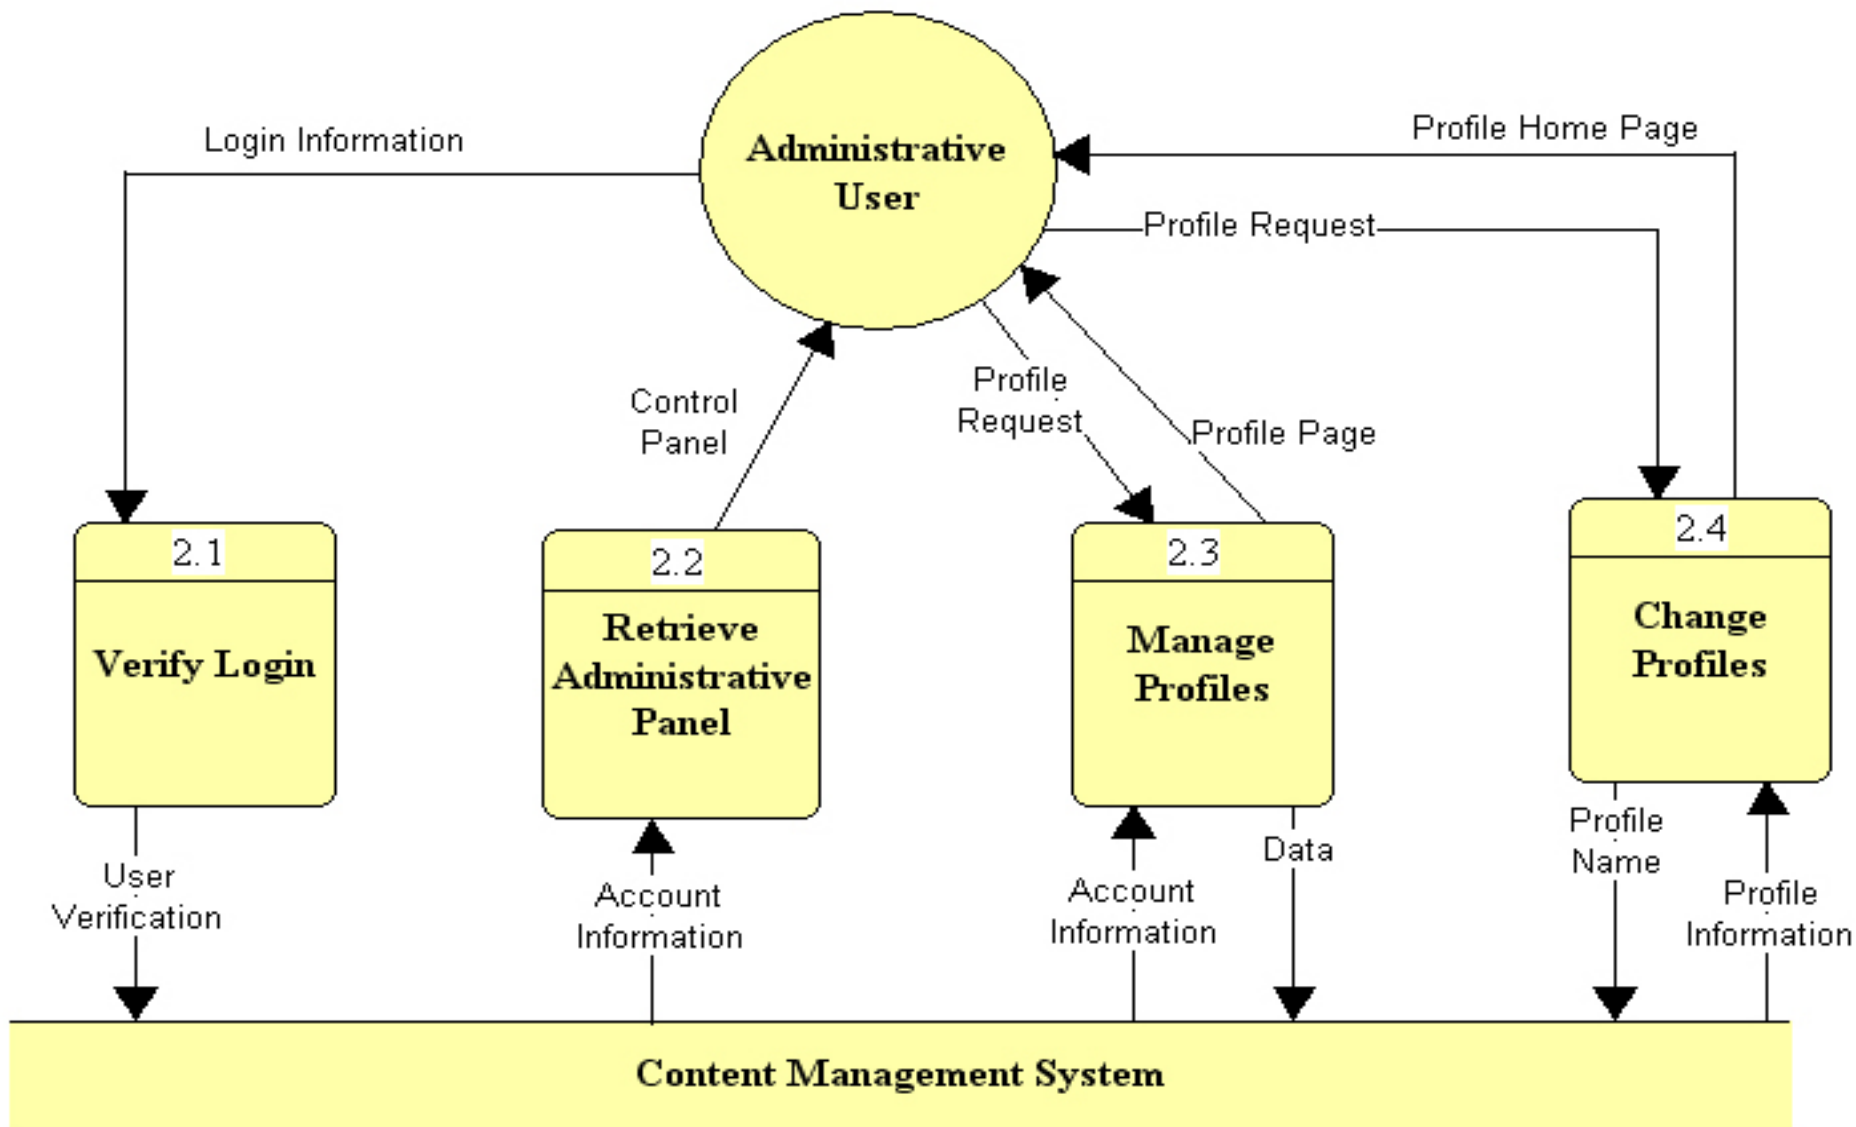 Administrative
User
Login Information
Profile Home Page
Profile Request
Control
Panel
Profile
Request
Profile Page
2.1
Verify Login
2.2
Retrieve
Administrative
Panel
2.3
Manage
Profiles
2.4
Change
Profiles
User
Verification
Account
Information
Account
Information
Data
Profile
Name
Profile
Information
Content Management System